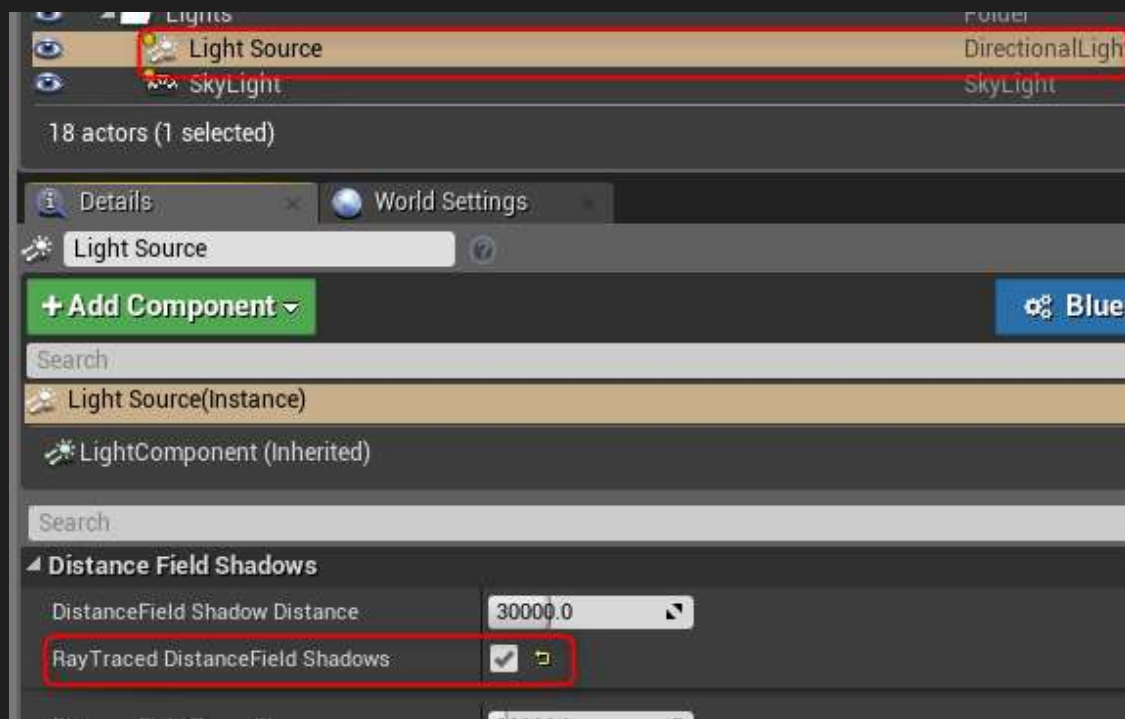 Lights Folder
Light Source DirectionalLigh
SkyLight SkyLight
18 actors (1 selected)
Details World Settings
Light Source
+ Add Component Blue
Search
Light Source(Instance)
LightComponent (Inherited)
Search
Distance Field Shadows
DistanceField Shadow Distance 30000.0
RayTraced DistanceField Shadows